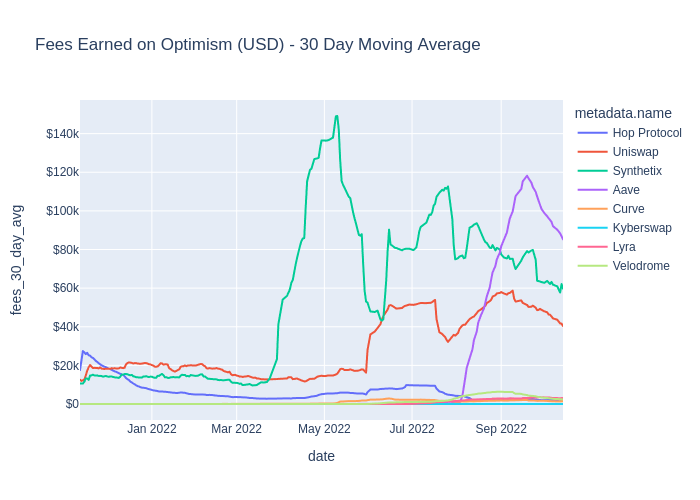 Fees Earned on Optimism (USD) - 30 Day Moving Average
metadata.name
Hop Protocol
Uniswap
Synthetix
Aave
Curve
Kyberswap
Lyra
Velodrome
fees_30_day_avg
$140k
$120k
$100k
$80k
$60k
$40k
$20k
$0
Jan 2022
Mar 2022
May 2022
Jul 2022
Sep 2022
date